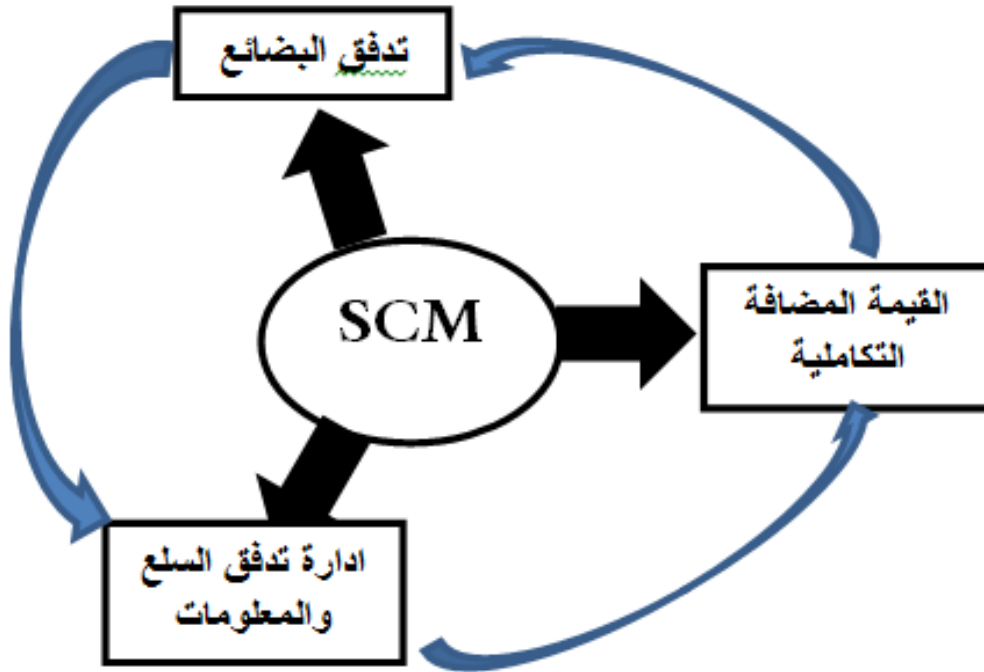 تدفق البضائع
SCM
القيمة المضافة
التكاملية
ادارة تدفق السلع
والمعلومات